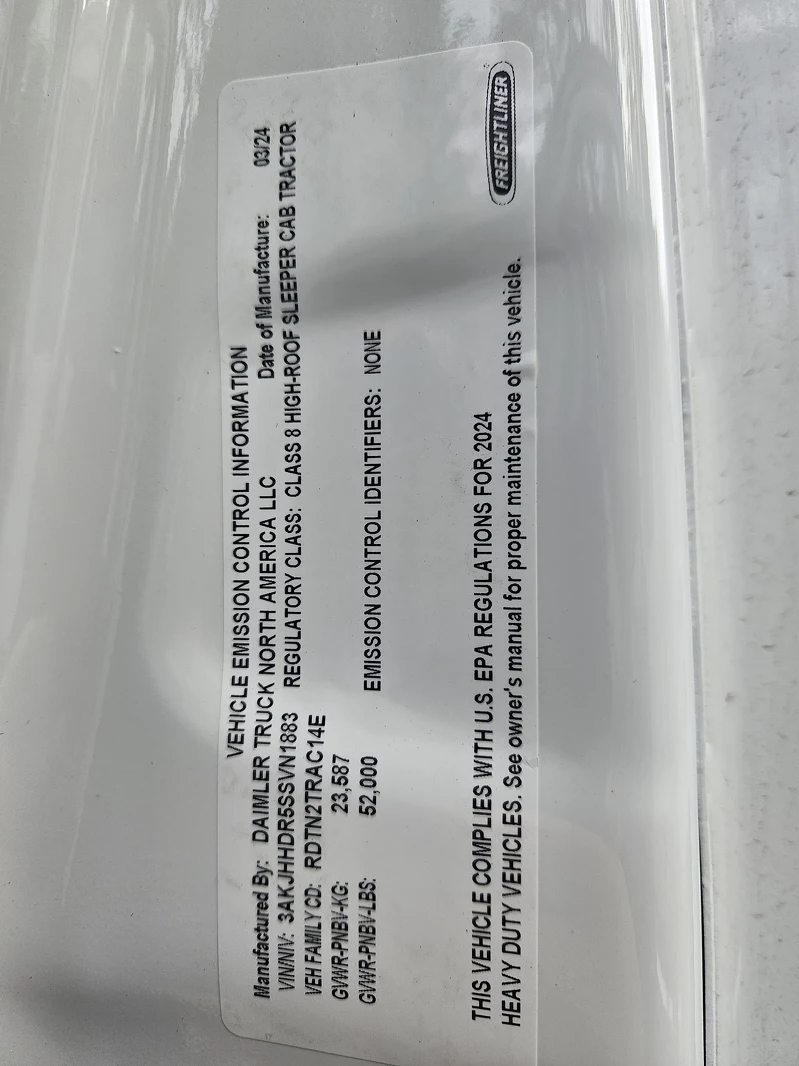 VEHICLE EMISSION CONTROL INFORMATION
Manufactured By: DAIMLER TRUCK NORTH AMERICA LLC Date of Manufacture: 03/24
VIN/NIV: 3AKJHHDR5SSVN1883 REGULATORY CLASS: CLASS 8 HIGH-ROOF SLEEPER CAB TRACTOR
VEH FAMILY CD: RDTN2TRAC14E
GVWR-PNBV-KG: 23,587
GVWR-PNBV-LBS: 52,000 EMISSION CONTROL IDENTIFIERS: NONE
THIS VEHICLE COMPLIES WITH U.S. EPA REGULATIONS FOR 2024
HEAVY DUTY VEHICLES. See owner's manual for proper maintenance of this vehicle.
FREIGHTLINER